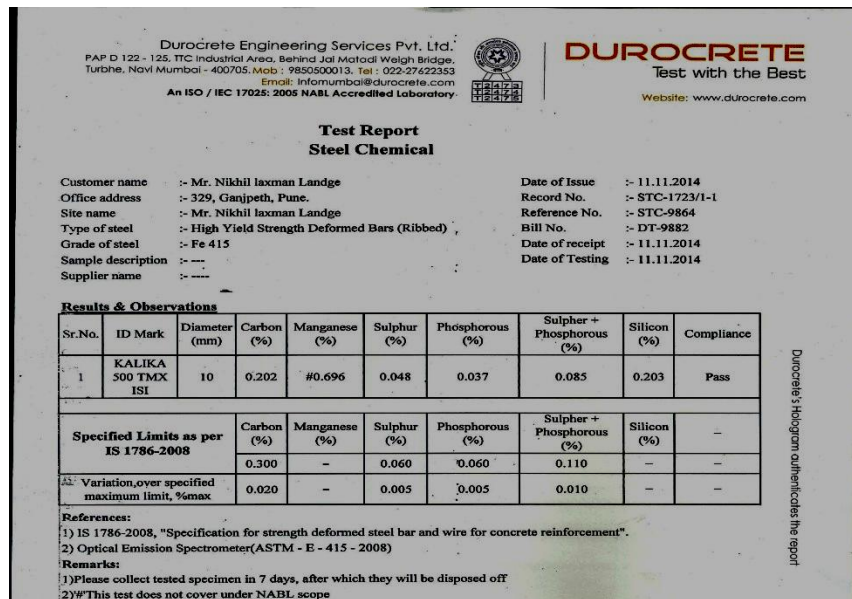 Durocrete Engineering Services Pvt. Ltd.
PAP D 122 - 125, TTC Industrial Area, Behind Jai Matadi Weigh Bridge,
Turbhe, Navi Mumbai - 400705. Mob : 9850500013, Tel : 022-27622353
Email: Infomumbai@durocrete.com
An ISO / IEC 17025: 2005 NABL Accredited Laboratory
T 2 4 7 3
T 2 4 7 4
T 2 4 7 5
DUROCRETE
Test with the Best
Website: www.durocrete.com
Test Report
Steel Chemical
Customer name :- Mr. Nikhil laxman Landge
Office address :- 329, Ganjpeth, Pune.
Site name :- Mr. Nikhil laxman Landge
Type of steel :- High Yield Strength Deformed Bars (Ribbed)
Grade of steel :- Fe 415
Sample description :- ---
Supplier name :- ----
Date of Issue :- 11.11.2014
Record No. :- STC-1723/1-1
Reference No. :- STC-9864
Bill No. :- DT-9882
Date of receipt :- 11.11.2014
Date of Testing :- 11.11.2014
Results & Observations
Sr.No. ID Mark Diameter (mm) Carbon (%) Manganese (%) Sulphur (%) Phosphorous (%) Sulpher + Phosphorous (%) Silicon (%) Compliance
1 KALIKA 500 TMX ISI 10 0.202 #0.696 0.048 0.037 0.085 0.203 Pass
Specified Limits as per IS 1786-2008 Carbon (%) Manganese (%) Sulphur (%) Phosphorous (%) Sulpher + Phosphorous (%) Silicon (%) –
0.300 – 0.060 0.060 0.110 – –
Variation,over specified maximum limit, %max 0.020 – 0.005 0.005 0.010 – –
References:
1) IS 1786-2008, "Specification for strength deformed steel bar and wire for concrete reinforcement".
2) Optical Emission Spectrometer(ASTM - E - 415 - 2008)
Remarks:
1)Please collect tested specimen in 7 days, after which they will be disposed off
2)'#'This test does not cover under NABL scope
Durocrete's Hologram authenticates the report